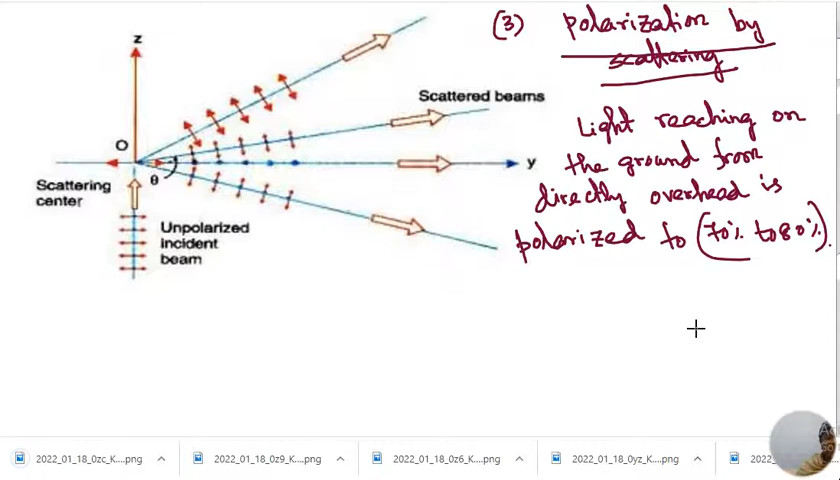 (3) Polarization by
scattering
Light reaching on
the ground from
directly overhead is
polarized to (70% to 80%).
z
O
θ
y
Scattered beams
Scattering
center
Unpolarized
incident
beam
2022_01_18_0zc_K....png
2022_01_18_0z9_K....png
2022_01_18_0z6_K....png
2022_01_18_0yz_K....png
2022_01_18_